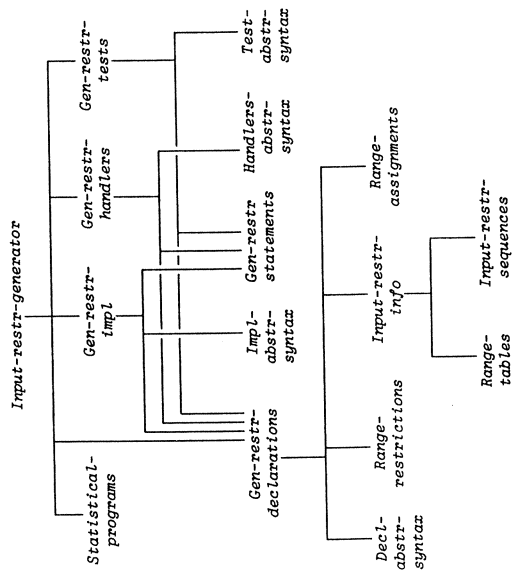 Input-restr-generator
Statistical-
programs
Gen-restr-
impl
Gen-restr-
handlers
Gen-restr-
tests
Gen-restr-
declarations
Impl-
abstr-
syntax
Gen-restr
statements
Handlers-
abstr-
syntax
Test-
abstr-
syntax
Decl-
abstr-
syntax
Range-
restrictions
Input-restr-
info
Range-
assignments
Range-
tables
Input-restr-
sequences